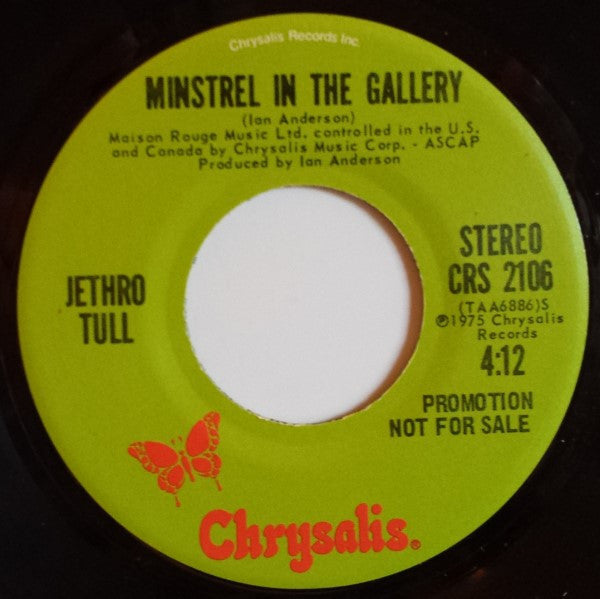 Chrysalis Records Inc.
MINSTREL IN THE GALLERY
(Ian Anderson)
Maison Rouge Music Ltd. controlled in the U.S.
and Canada by Chrysalis Music Corp. - ASCAP
Produced by Ian Anderson
JETHRO
TULL
STEREO
CRS 2106
(TAA6886)S
℗1975 Chrysalis
Records
4:12
PROMOTION
NOT FOR SALE
Chrysalis®